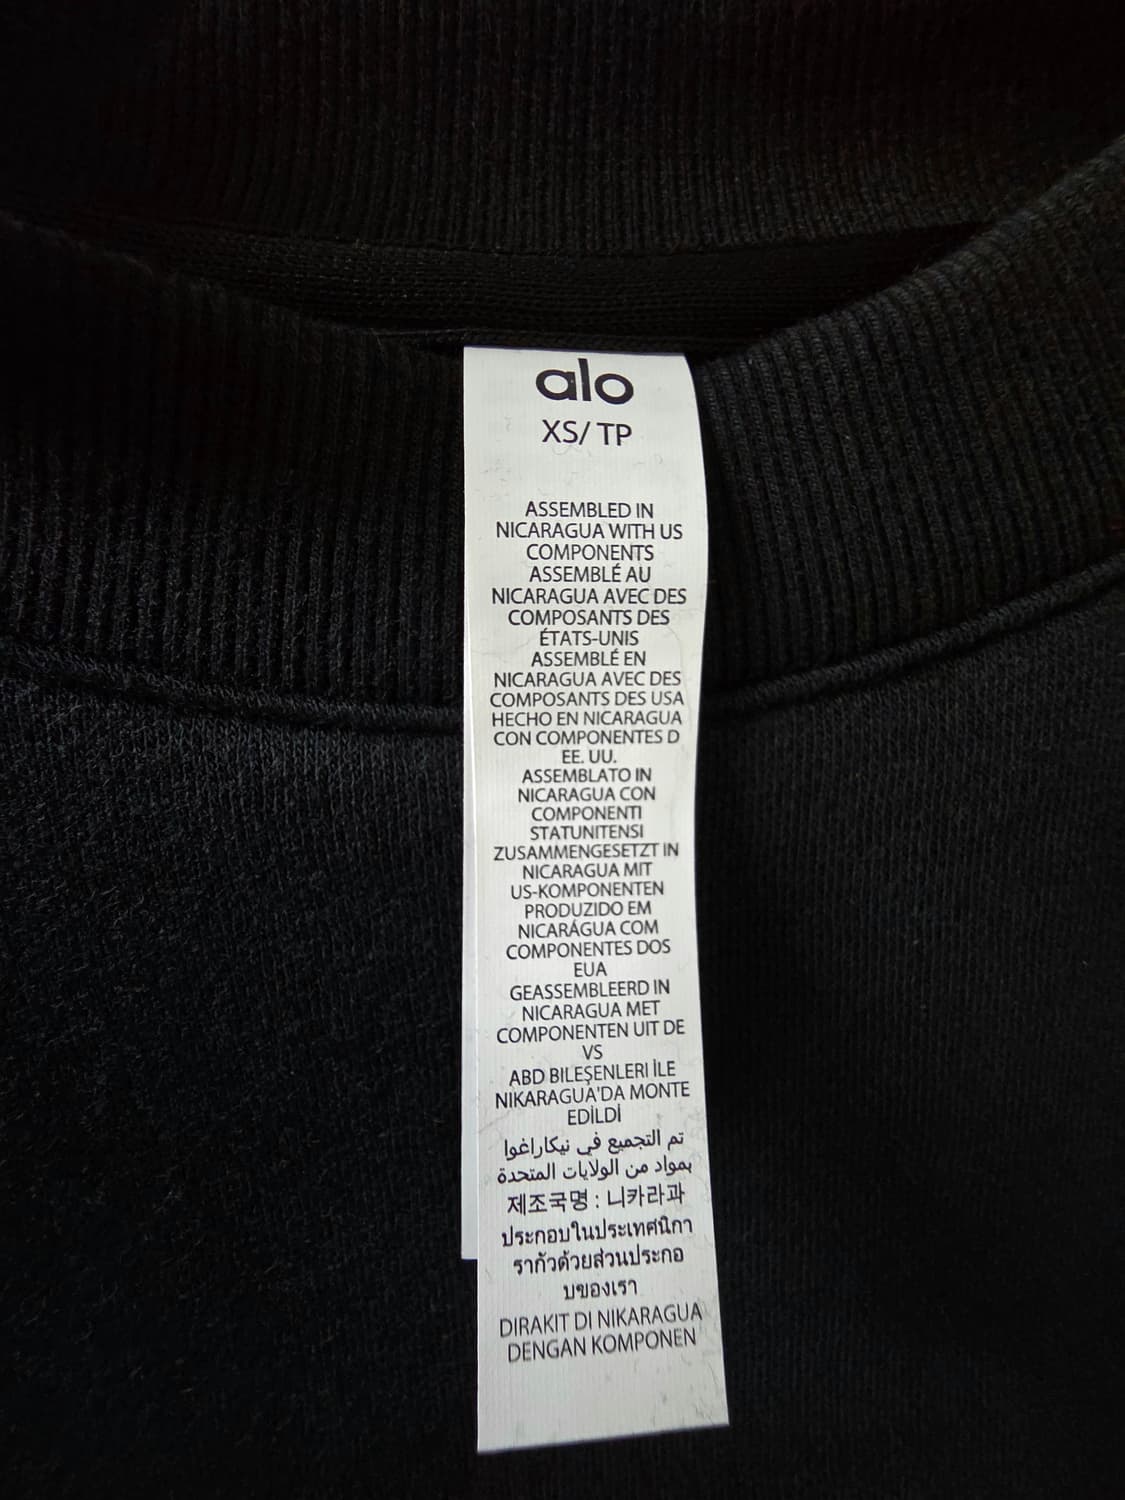 alo
XS/ TP
ASSEMBLED IN
NICARAGUA WITH US
COMPONENTS
ASSEMBLÉ AU
NICARAGUA AVEC DES
COMPOSANTS DES
ÉTATS-UNIS
ASSEMBLÉ EN
NICARAGUA AVEC DES
COMPOSANTS DES USA
HECHO EN NICARAGUA
CON COMPONENTES D
EE. UU.
ASSEMBLATO IN
NICARAGUA CON
COMPONENTI
STATUNITENSI
ZUSAMMENGESETZT IN
NICARAGUA MIT
US-KOMPONENTEN
PRODUZIDO EM
NICARÁGUA COM
COMPONENTES DOS
EUA
GEASSEMBLEERD IN
NICARAGUA MET
COMPONENTEN UIT DE
VS
ABD BILEŞENLERI İLE
NIKARAGUA'DA MONTE
EDİLDİ
تم التجميع في نيكاراغوا
بمواد من الولايات المتحدة
제조국명 : 니카라과
ประกอบในประเทศนิกา
รากัวด้วยส่วนประกอ
บของเรา
DIRAKIT DI NIKARAGUA
DENGAN KOMPONEN